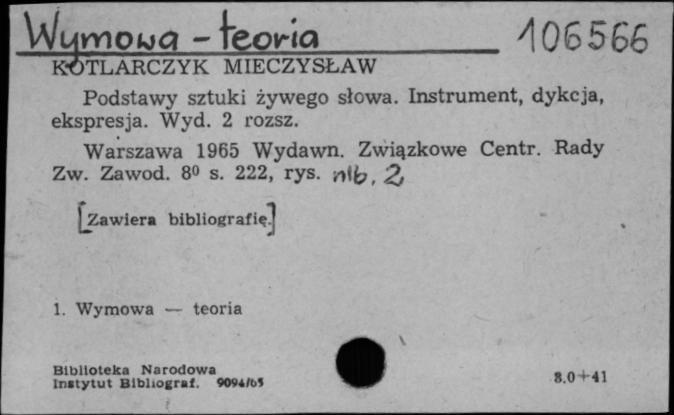 Wymowa - teoria 106566
KOTLARCZYK MIECZYSŁAW
Podstawy sztuki żywego słowa. Instrument, dykcja,
ekspresja. Wyd. 2 rozsz.
Warszawa 1965 Wydawn. Związkowe Centr. Rady
Zw. Zawod. 8⁰ s. 222, rys. nlb. 2
[Zawiera bibliografię.]
1. Wymowa — teoria
Biblioteka Narodowa
Instytut Bibliograf. 9094/65
8.0+41